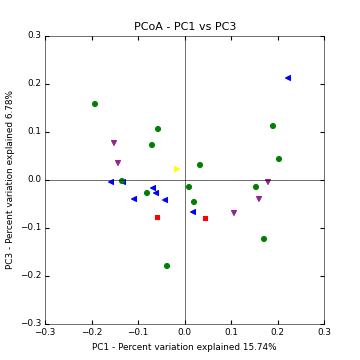 PCoA - PC1 vs PC3
0.3
0.2
0.1
0.0
−0.1
−0.2
−0.3
PC3 - Percent variation explained 6.78%
−0.3 −0.2 −0.1 0.0 0.1 0.2 0.3
PC1 - Percent variation explained 15.74%